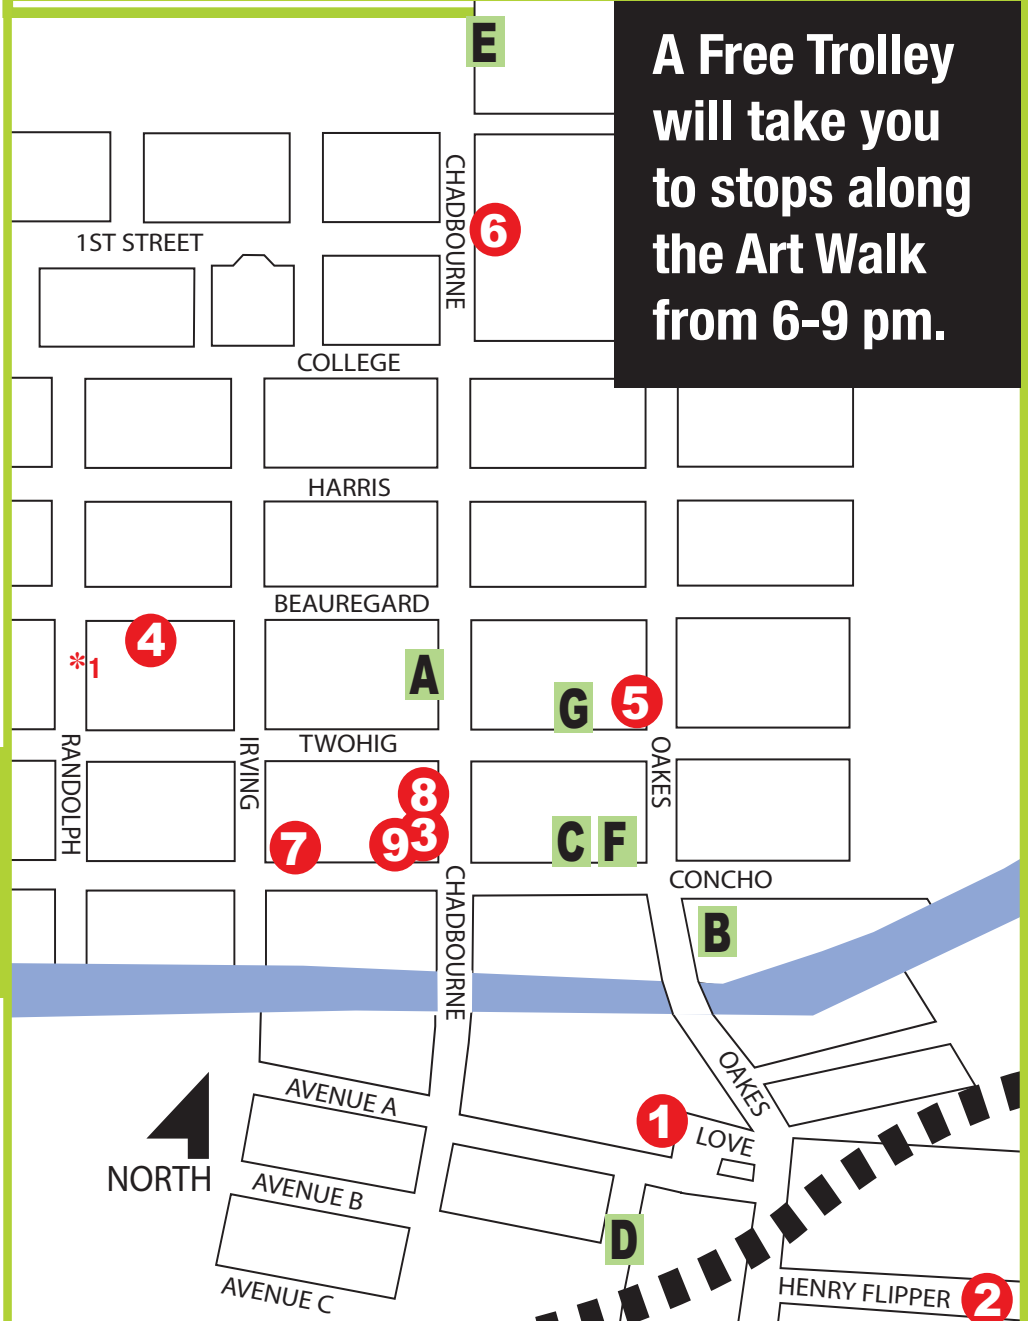 E
A Free Trolley
will take you
to stops along
the Art Walk
from 6-9 pm.
CHADBOURNE
6
1ST STREET
COLLEGE
HARRIS
BEAUREGARD
4
*1
A
G
5
RANDOLPH
IRVING
TWOHIG
OAKES
8
3
9
7
C
F
CONCHO
CHADBOURNE
B
OAKES
AVENUE A
1
LOVE
NORTH
AVENUE B
D
AVENUE C
HENRY FLIPPER
2